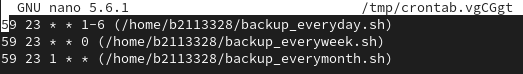 GNU nano 5.6.1 /tmp/crontab.vgCGgt
59 23 * * 1-6 (/home/b2113328/backup_everyday.sh)
59 23 * * 0 (/home/b2113328/backup_everyweek.sh)
59 23 1 * * (/home/b2113328/backup_everymonth.sh)